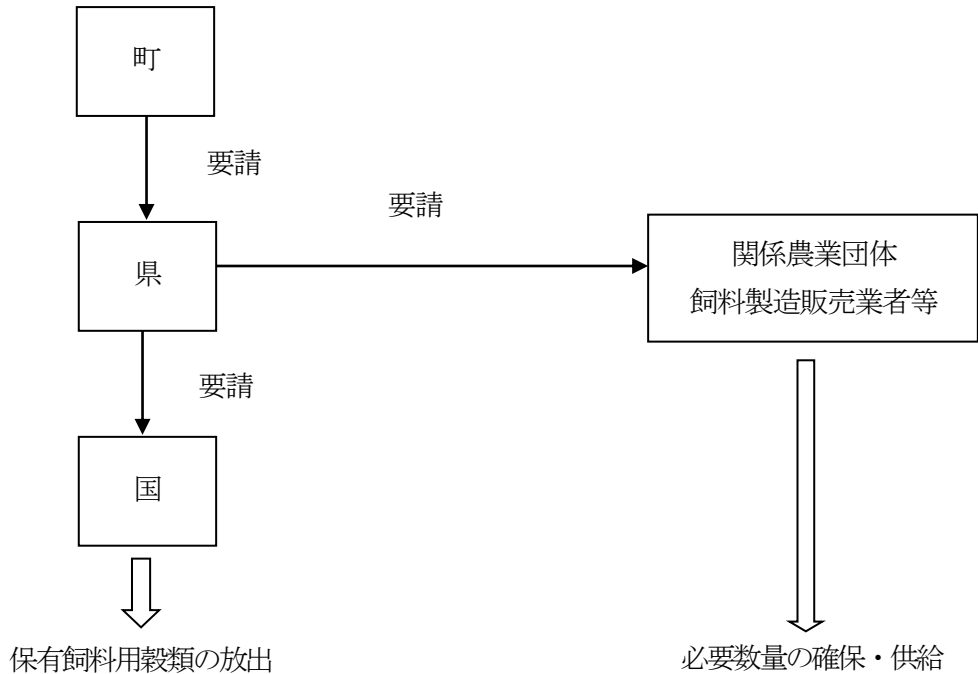 町
要請
要請
県
関係農業団体
飼料製造販売業者等
要請
国
保有飼料用穀類の放出
必要数量の確保・供給